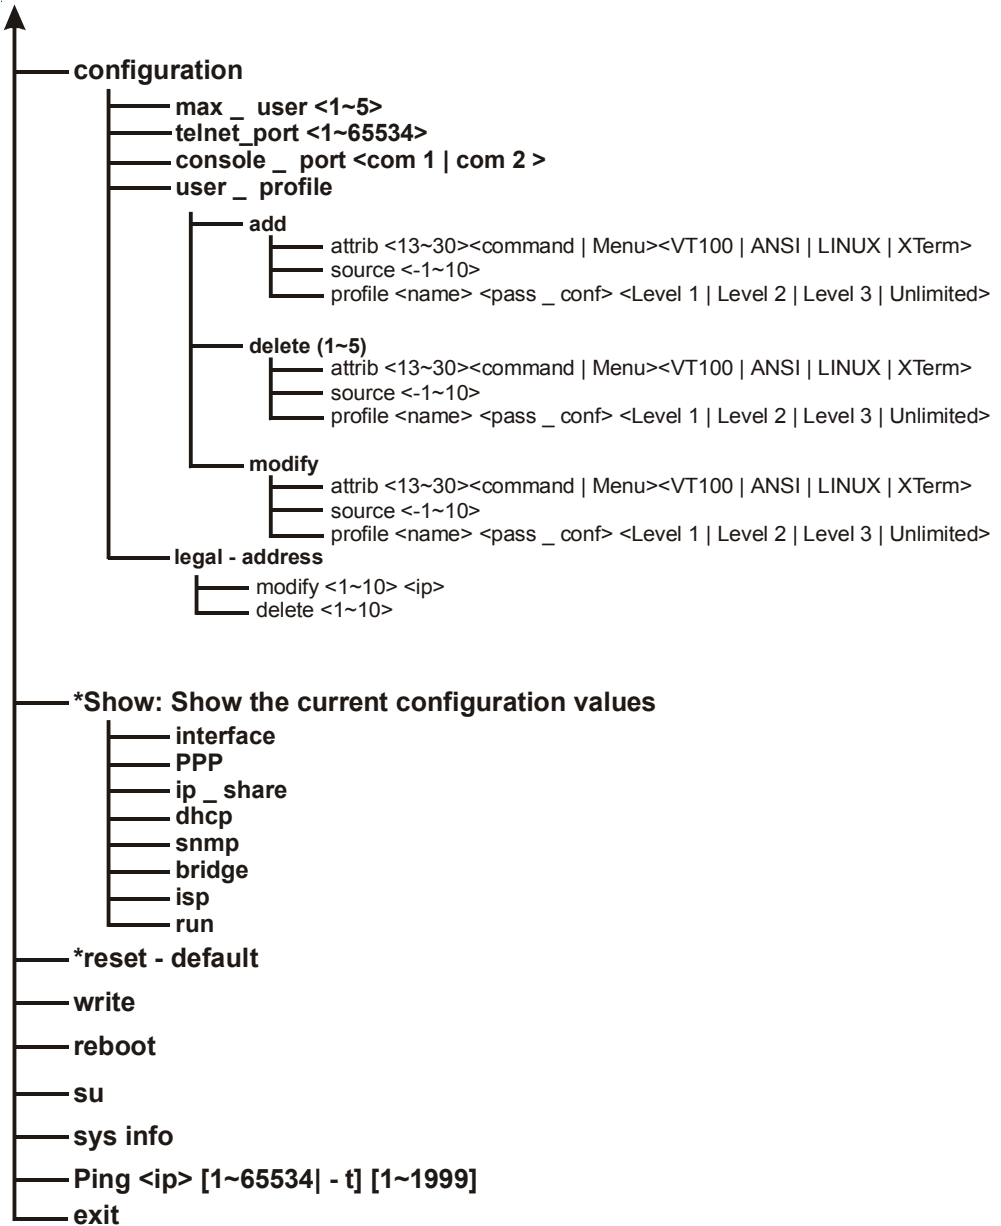 configuration
max _ user <1~5>
telnet_port <1~65534>
console _ port <com 1 | com 2 >
user _ profile
add
attrib <13~30><command | Menu><VT100 | ANSI | LINUX | XTerm>
source <-1~10>
profile <name> <pass _ conf> <Level 1 | Level 2 | Level 3 | Unlimited>
delete (1~5)
attrib <13~30><command | Menu><VT100 | ANSI | LINUX | XTerm>
source <-1~10>
profile <name> <pass _ conf> <Level 1 | Level 2 | Level 3 | Unlimited>
modify
attrib <13~30><command | Menu><VT100 | ANSI | LINUX | XTerm>
source <-1~10>
profile <name> <pass _ conf> <Level 1 | Level 2 | Level 3 | Unlimited>
legal - address
modify <1~10> <ip>
delete <1~10>
*Show: Show the current configuration values
interface
PPP
ip _ share
dhcp
snmp
bridge
isp
run
*reset - default
write
reboot
su
sys info
Ping <ip> [1~65534| - t] [1~1999]
exit